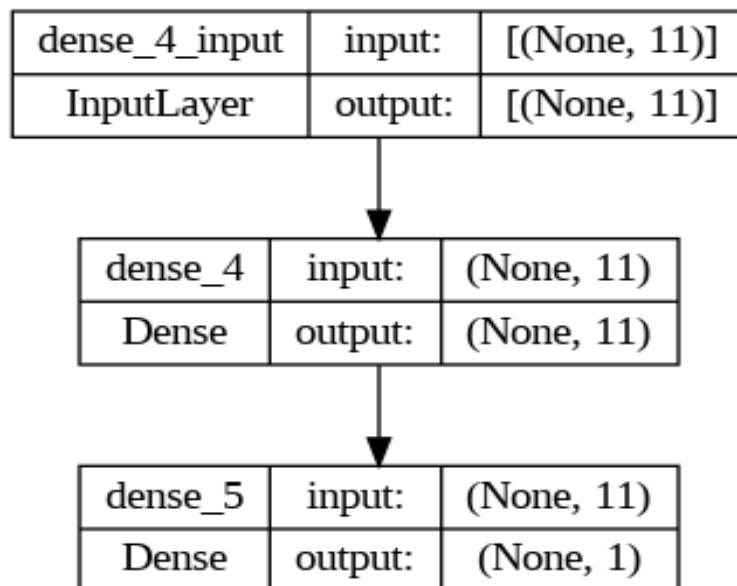 dense_4_input input: [(None, 11)]
InputLayer output: [(None, 11)]
dense_4 input: (None, 11)
Dense output: (None, 11)
dense_5 input: (None, 11)
Dense output: (None, 1)